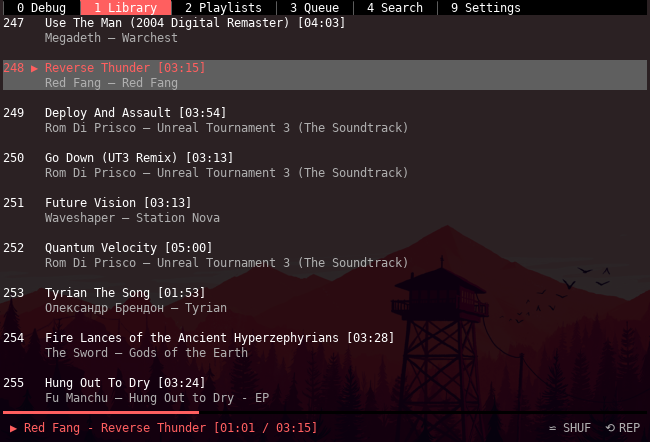 0 Debug 1 Library 2 Playlists 3 Queue 4 Search 9 Settings
247 Use The Man (2004 Digital Remaster) [04:03]
Megadeth — Warchest
248 ▶ Reverse Thunder [03:15]
Red Fang — Red Fang
249 Deploy And Assault [03:54]
Rom Di Prisco — Unreal Tournament 3 (The Soundtrack)
250 Go Down (UT3 Remix) [03:13]
Rom Di Prisco — Unreal Tournament 3 (The Soundtrack)
251 Future Vision [03:13]
Waveshaper — Station Nova
252 Quantum Velocity [05:00]
Rom Di Prisco — Unreal Tournament 3 (The Soundtrack)
253 Tyrian The Song [01:53]
Олександр Брендон — Tyrian
254 Fire Lances of the Ancient Hyperzephyrians [03:28]
The Sword — Gods of the Earth
255 Hung Out To Dry [03:24]
Fu Manchu — Hung Out to Dry - EP
▶ Red Fang - Reverse Thunder [01:01 / 03:15] SHUF REP